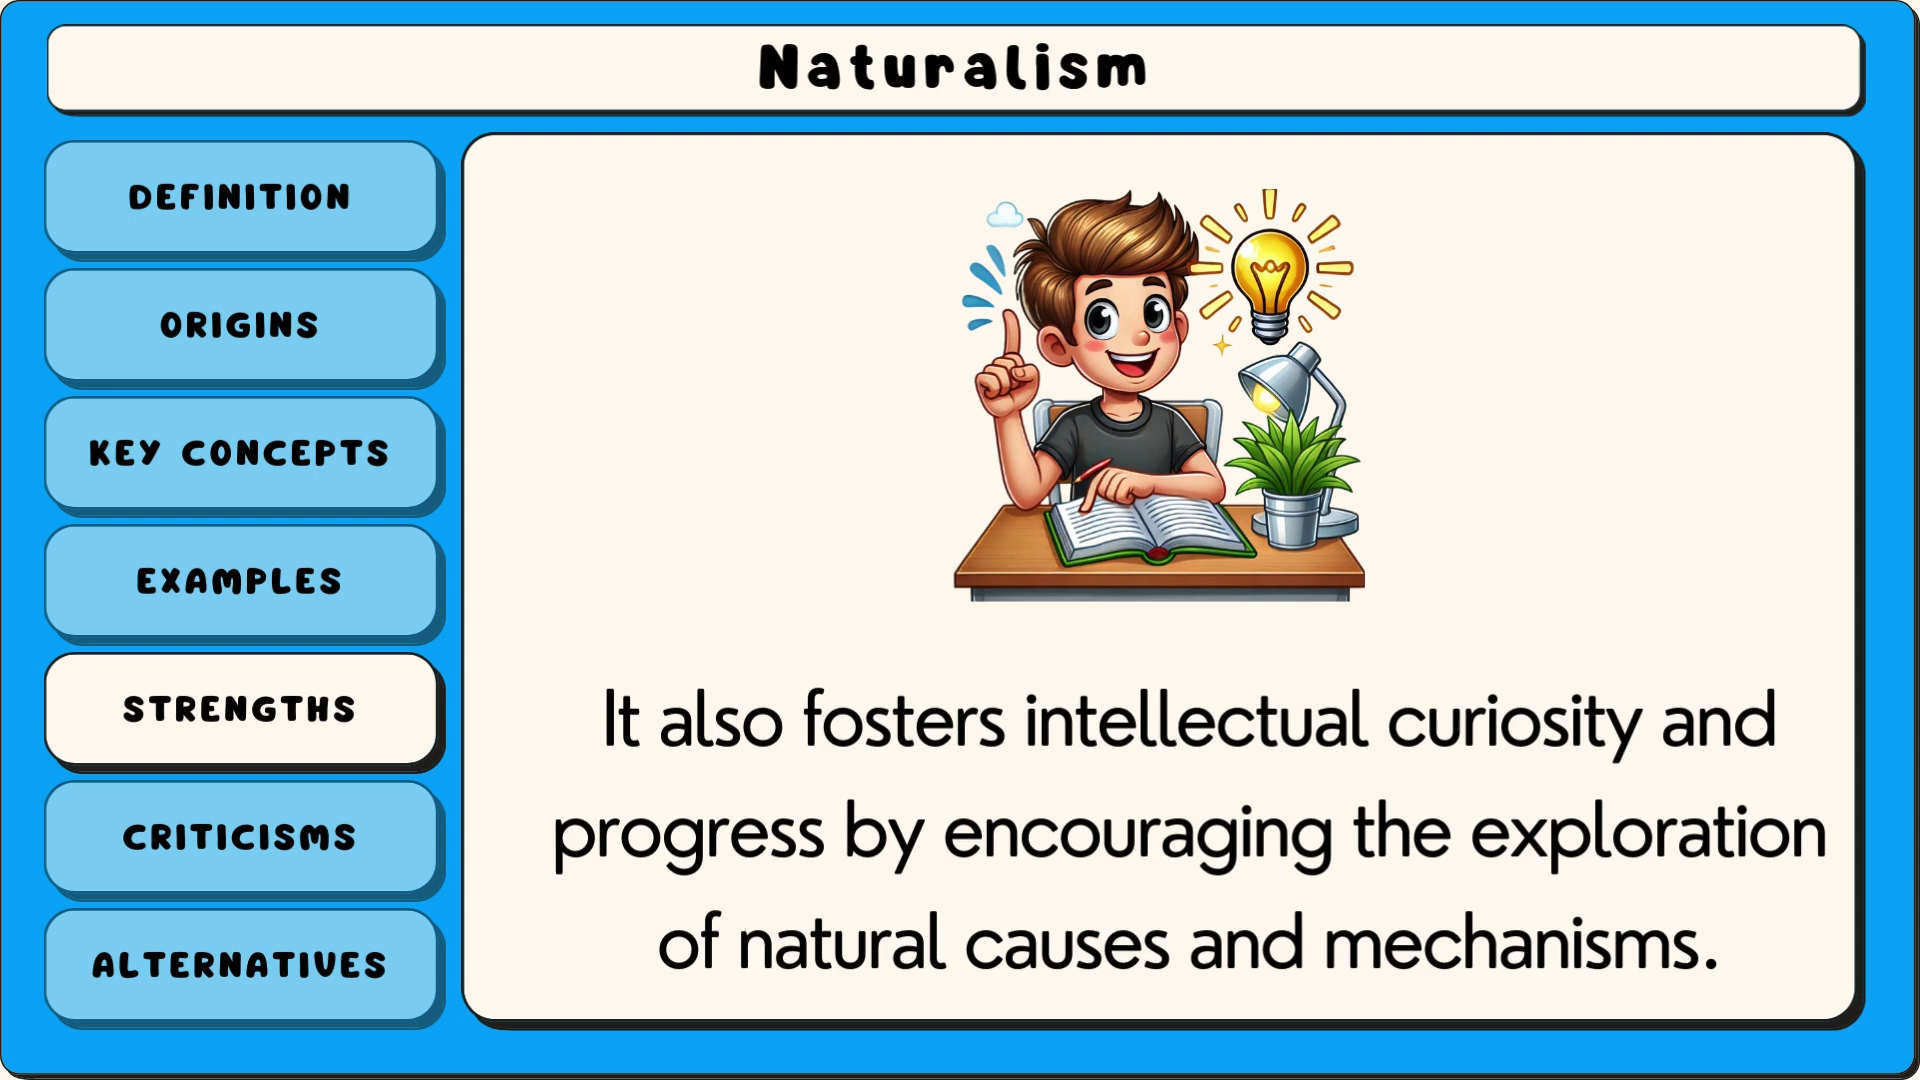 Naturalism
DEFINITION
ORIGINS
KEY CONCEPTS
EXAMPLES
STRENGTHS
CRITICISMS
ALTERNATIVES
It also fosters intellectual curiosity and
progress by encouraging the exploration
of natural causes and mechanisms.